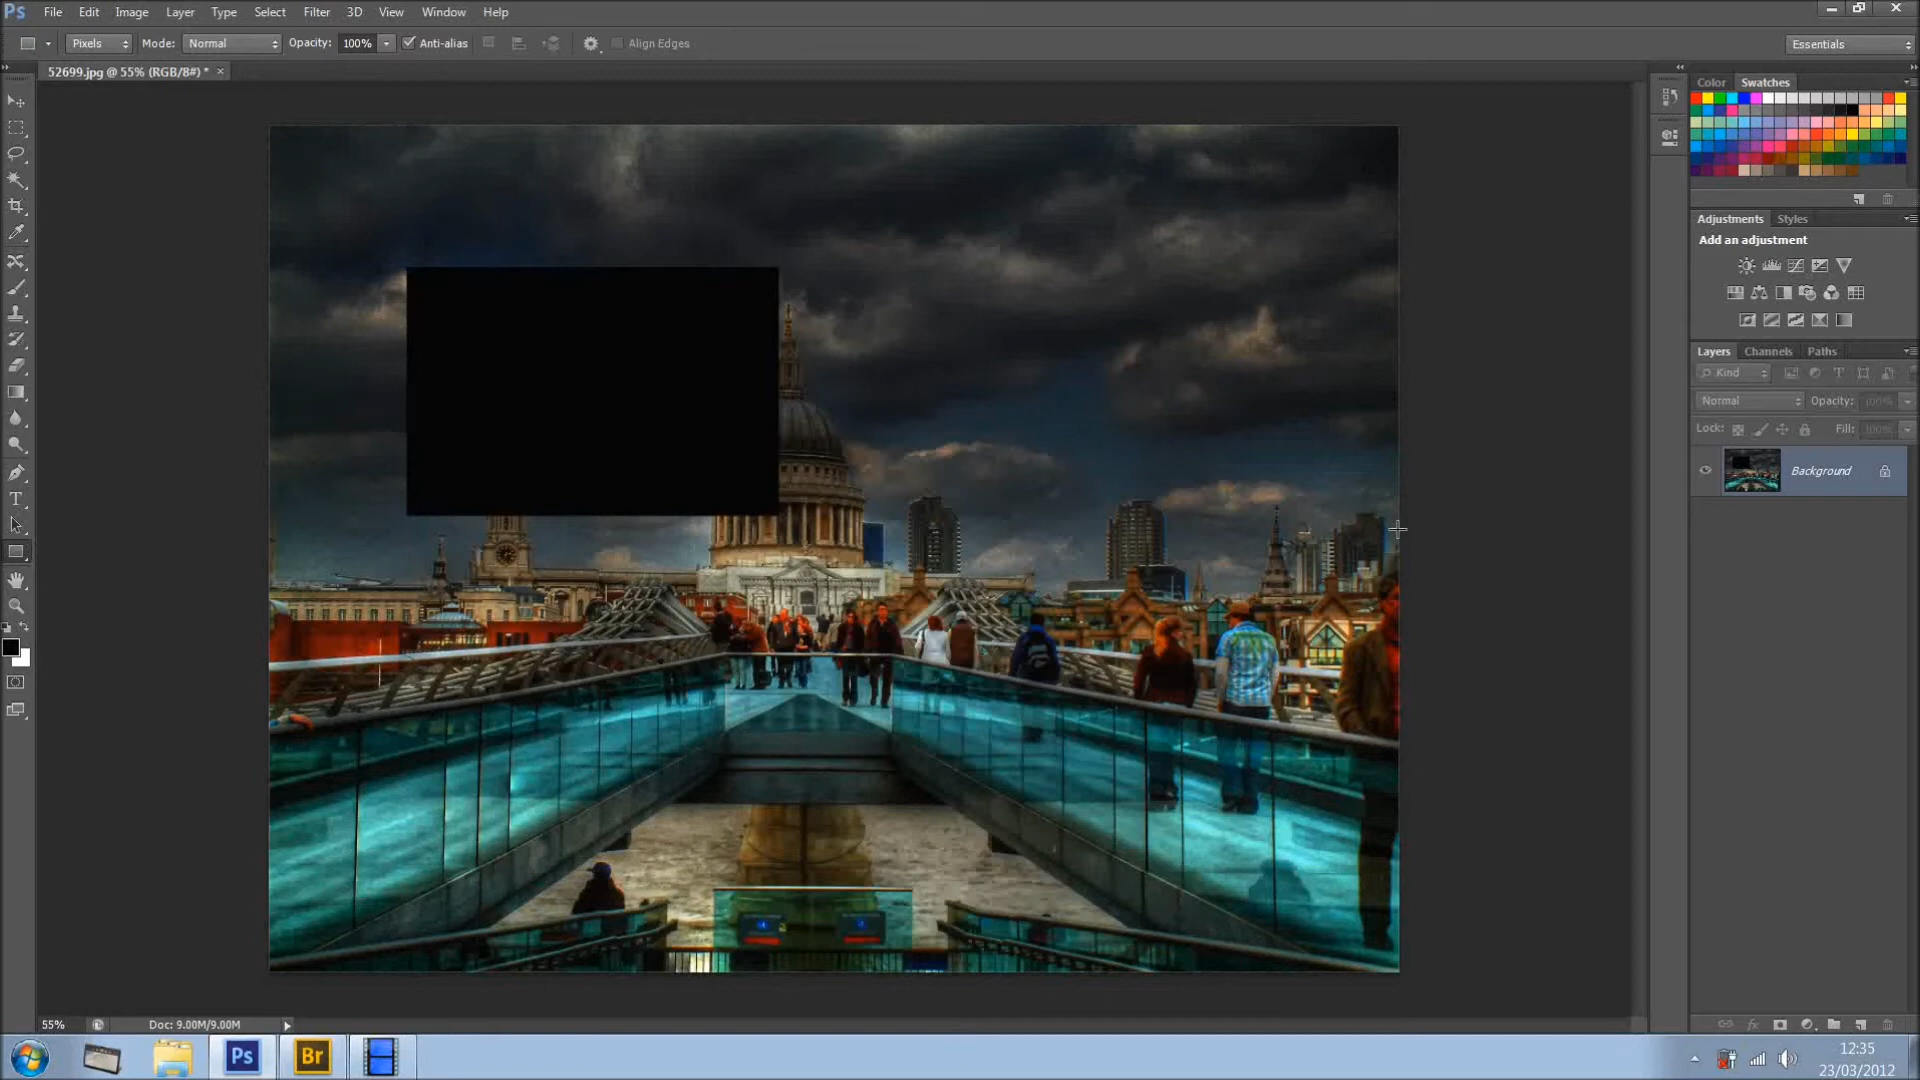 Ps File Edit Image Layer Type Select Filter 3D View Window Help
Pixels Mode: Normal Opacity: 100% Anti-alias Align Edges Essentials
52699.jpg @ 55% (RGB/8#) * ×
Color Swatches
Adjustments Styles
Add an adjustment
Layers Channels Paths
Kind
Normal Opacity: 100%
Lock: Fill: 100%
Background
T
55% Doc: 9.00M/9.00M
Ps Br
12:35
23/03/2012